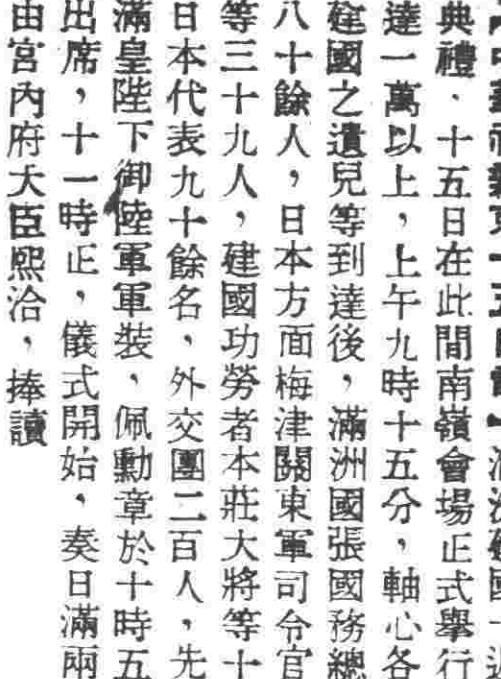 典禮、十五日在此間南嶺會場正式舉行
達一萬以上，上午九時十五分，軸心各
建國之遺兒等到達後，滿洲國張國務總
八十餘人，日本方面梅津關東軍司令官
等三十九人，建國功勞者本莊大將等十
日本代表九十餘名、外交團二百人，先
滿皇陛下御陸軍軍裝，佩勳章於十時五
出席，十一時正，儀式開始，奏日滿兩
由宮內府大臣熙洽，捧讀